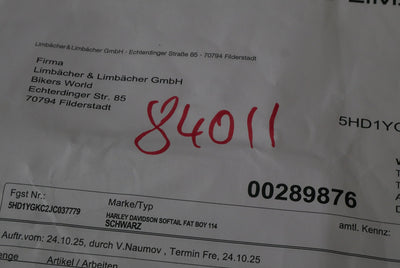 Limbächer & Limbächer GmbH - Echterdinger Straße 85 - 70794 Filderstadt
Firma
Limbächer & Limbächer GmbH
Bikers World
Echterdinger Str. 85
70794 Filderstadt
84011
5HD1YG
00289876
Fgst Nr.:
5HD1YGKC2JC037779
Marke/Typ
HARLEY DAVIDSON SOFTAIL FAT BOY 114
SCHWARZ
amtl. Kennz:
Auftr.vom: 24.10.25, durch V.Naumov , Termin Fre., 24.10.25
enge
Artikel / Arbeiten